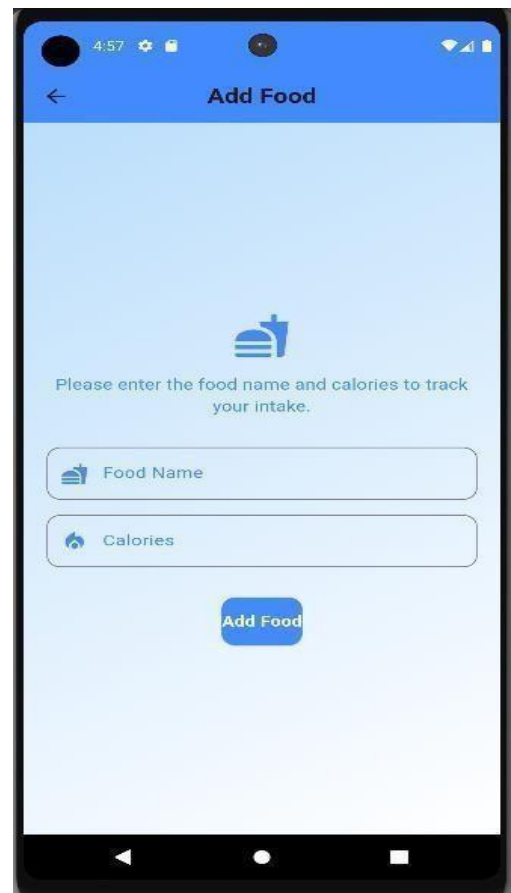 4:57
Add Food
Please enter the food name and calories to track
your intake.
Food Name
Calories
Add Food